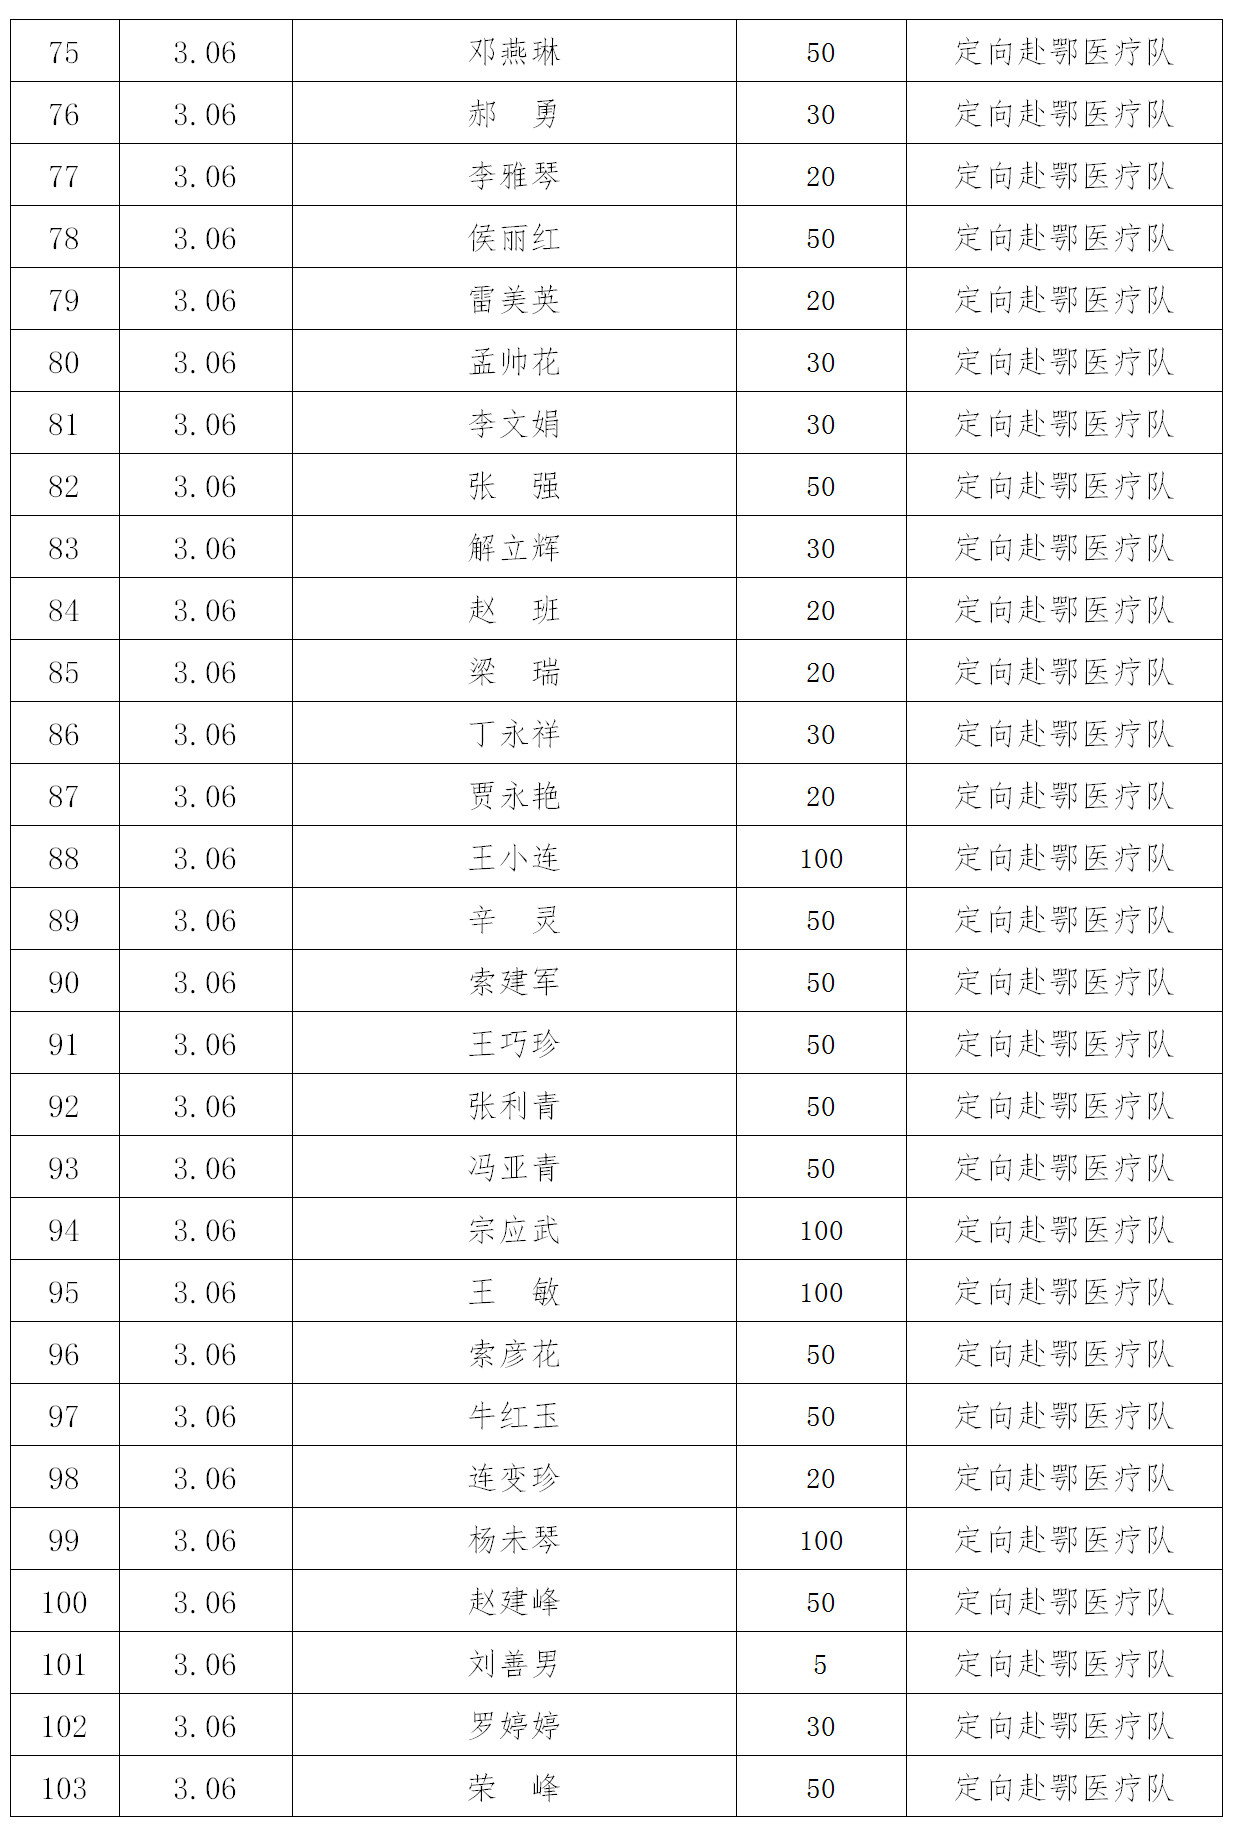 75 3.06 邓燕琳 50 定向赴鄂医疗队
76 3.06 郝　勇 30 定向赴鄂医疗队
77 3.06 李雅琴 20 定向赴鄂医疗队
78 3.06 侯丽红 50 定向赴鄂医疗队
79 3.06 雷美英 20 定向赴鄂医疗队
80 3.06 孟帅花 30 定向赴鄂医疗队
81 3.06 李文娟 30 定向赴鄂医疗队
82 3.06 张　强 50 定向赴鄂医疗队
83 3.06 解立辉 30 定向赴鄂医疗队
84 3.06 赵　班 20 定向赴鄂医疗队
85 3.06 梁　瑞 20 定向赴鄂医疗队
86 3.06 丁永祥 30 定向赴鄂医疗队
87 3.06 贾永艳 20 定向赴鄂医疗队
88 3.06 王小连 100 定向赴鄂医疗队
89 3.06 辛　灵 50 定向赴鄂医疗队
90 3.06 索建军 50 定向赴鄂医疗队
91 3.06 王巧珍 50 定向赴鄂医疗队
92 3.06 张利青 50 定向赴鄂医疗队
93 3.06 冯亚青 50 定向赴鄂医疗队
94 3.06 宗应武 100 定向赴鄂医疗队
95 3.06 王　敏 100 定向赴鄂医疗队
96 3.06 索彦花 50 定向赴鄂医疗队
97 3.06 牛红玉 50 定向赴鄂医疗队
98 3.06 连变珍 20 定向赴鄂医疗队
99 3.06 杨未琴 100 定向赴鄂医疗队
100 3.06 赵建峰 50 定向赴鄂医疗队
101 3.06 刘善男 5 定向赴鄂医疗队
102 3.06 罗婷婷 30 定向赴鄂医疗队
103 3.06 荣　峰 50 定向赴鄂医疗队